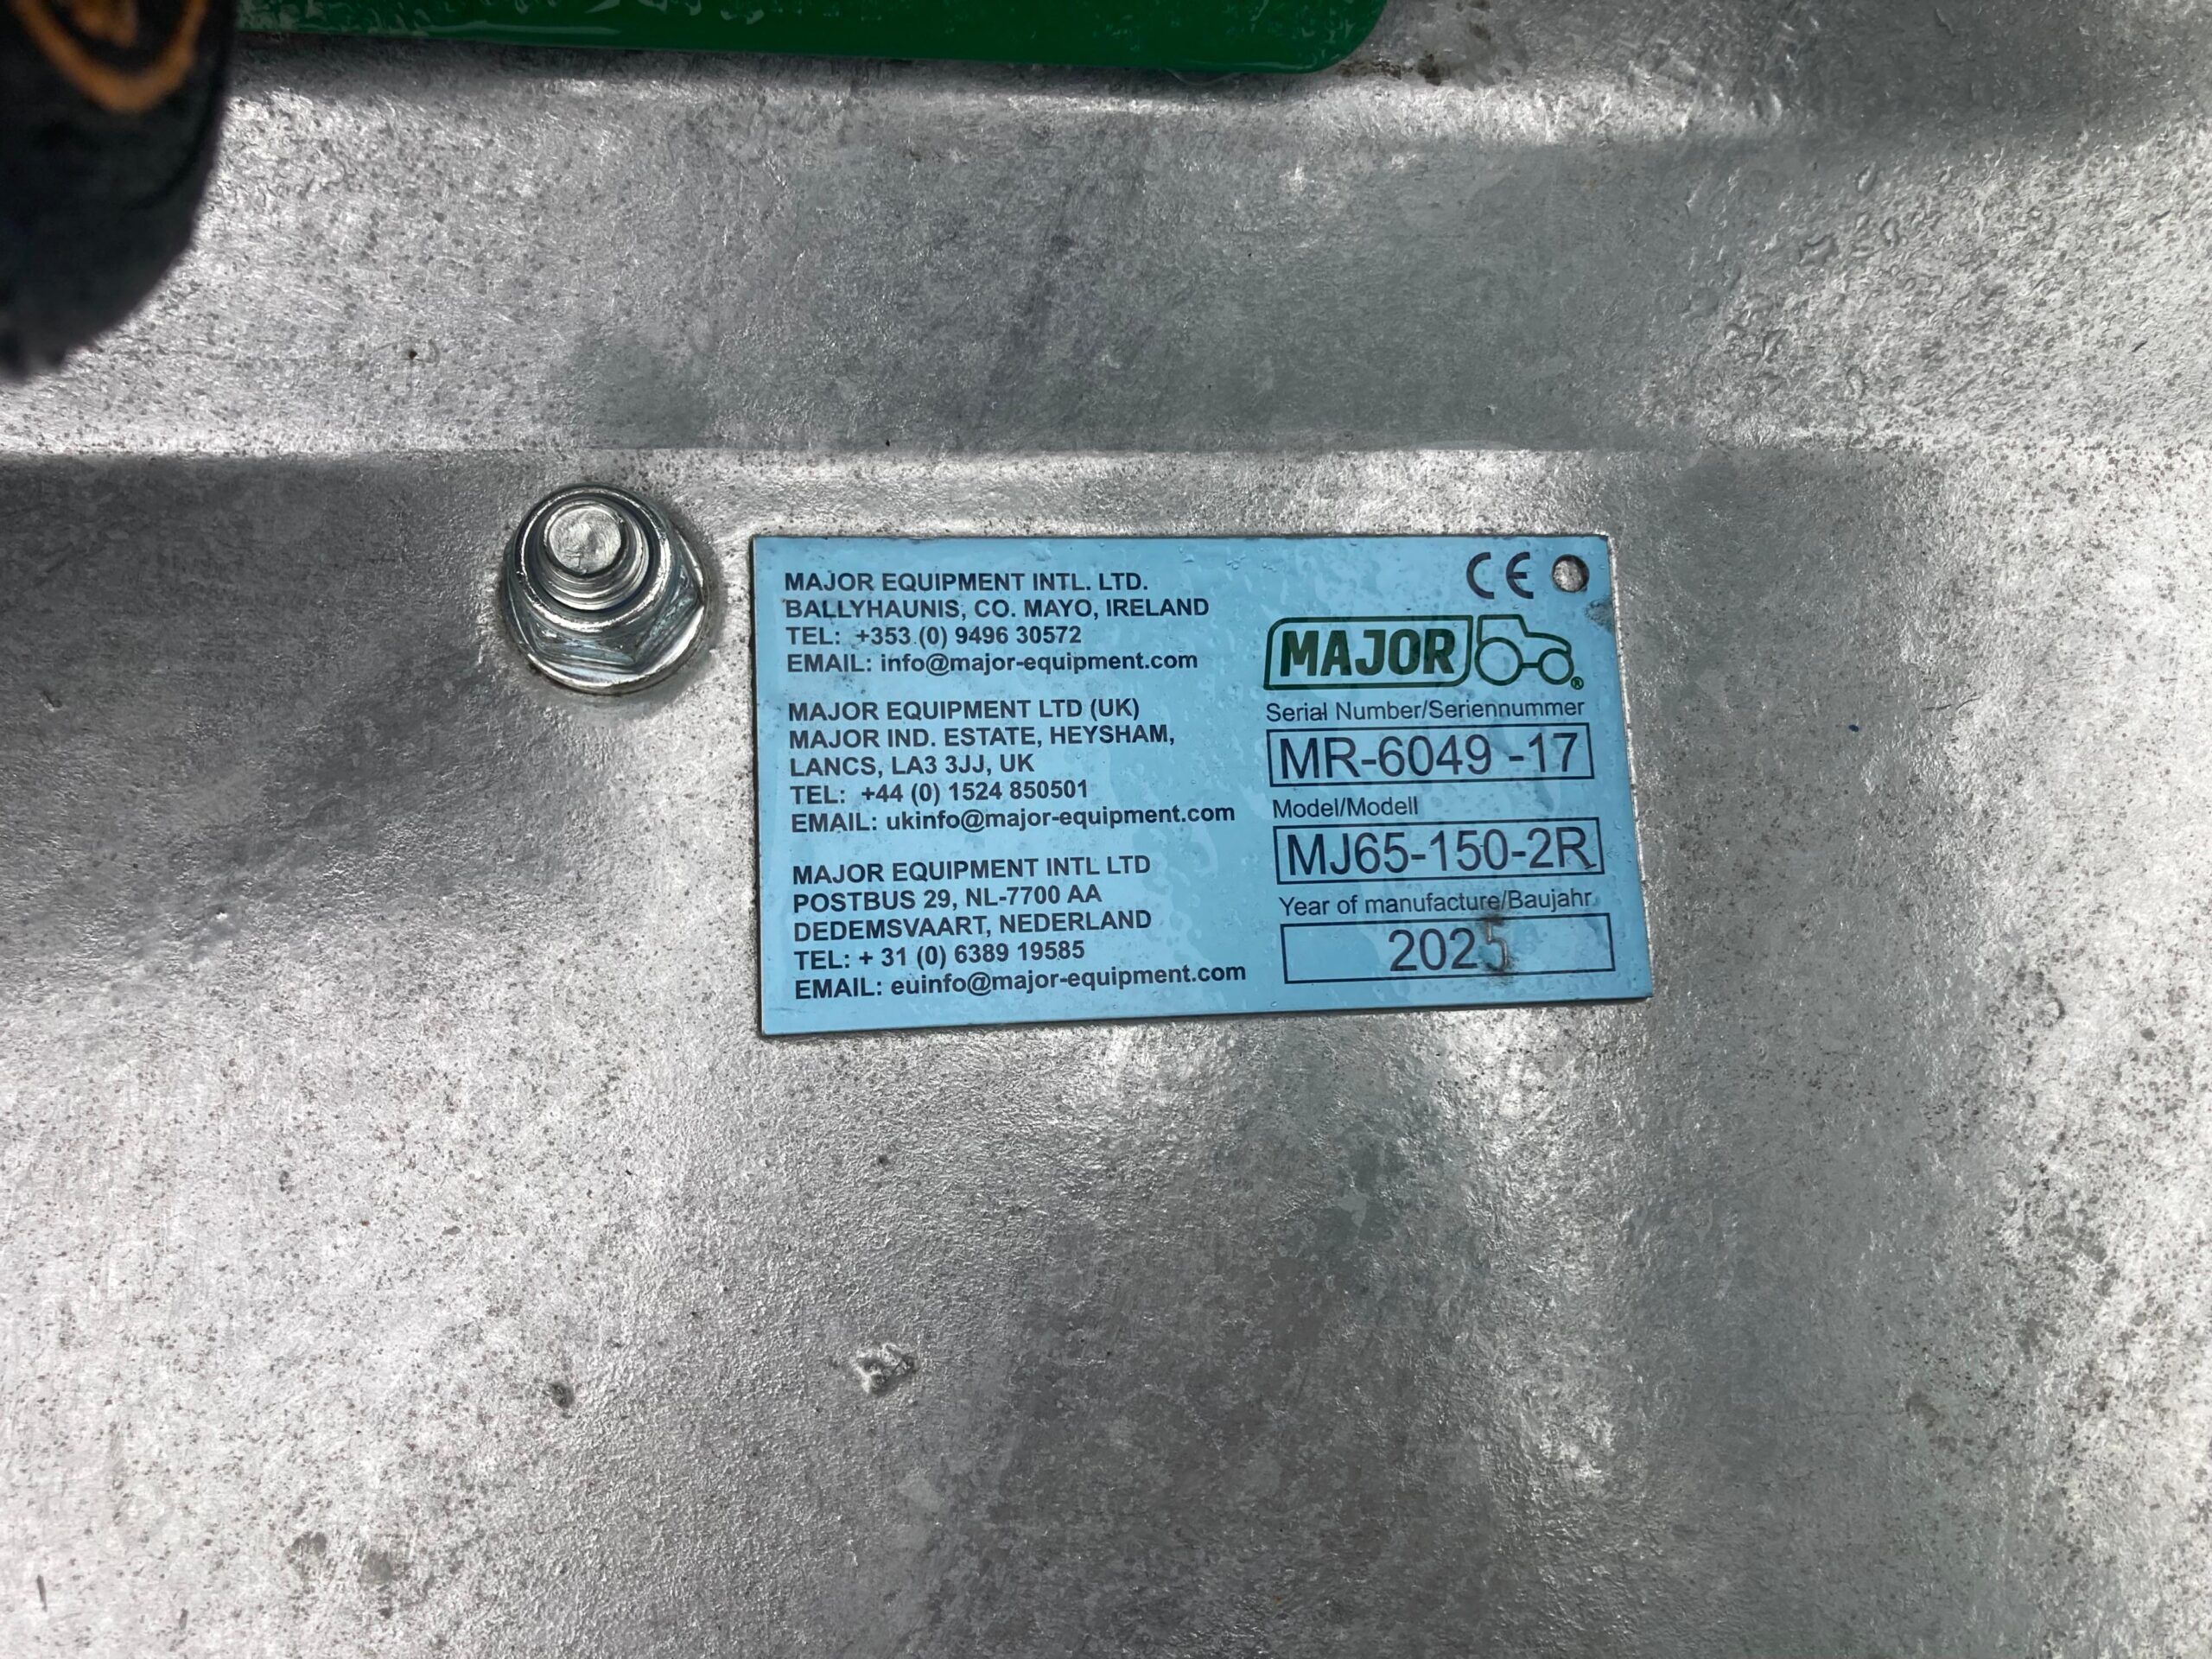 MAJOR EQUIPMENT INTL. LTD.
BALLYHAUNIS, CO. MAYO, IRELAND
TEL: +353 (0) 9496 30572
EMAIL: info@major-equipment.com
MAJOR EQUIPMENT LTD (UK)
MAJOR IND. ESTATE, HEYSHAM,
LANCS, LA3 3JJ, UK
TEL: +44 (0) 1524 850501
EMAIL: ukinfo@major-equipment.com
MAJOR EQUIPMENT INTL LTD
POSTBUS 29, NL-7700 AA
DEDEMSVAART, NEDERLAND
TEL: + 31 (0) 6389 19585
EMAIL: euinfo@major-equipment.com
CE
MAJOR®
Serial Number/Seriennummer
MR-6049 -17
Model/Modell
MJ65-150-2R
Year of manufacture/Baujahr
2025